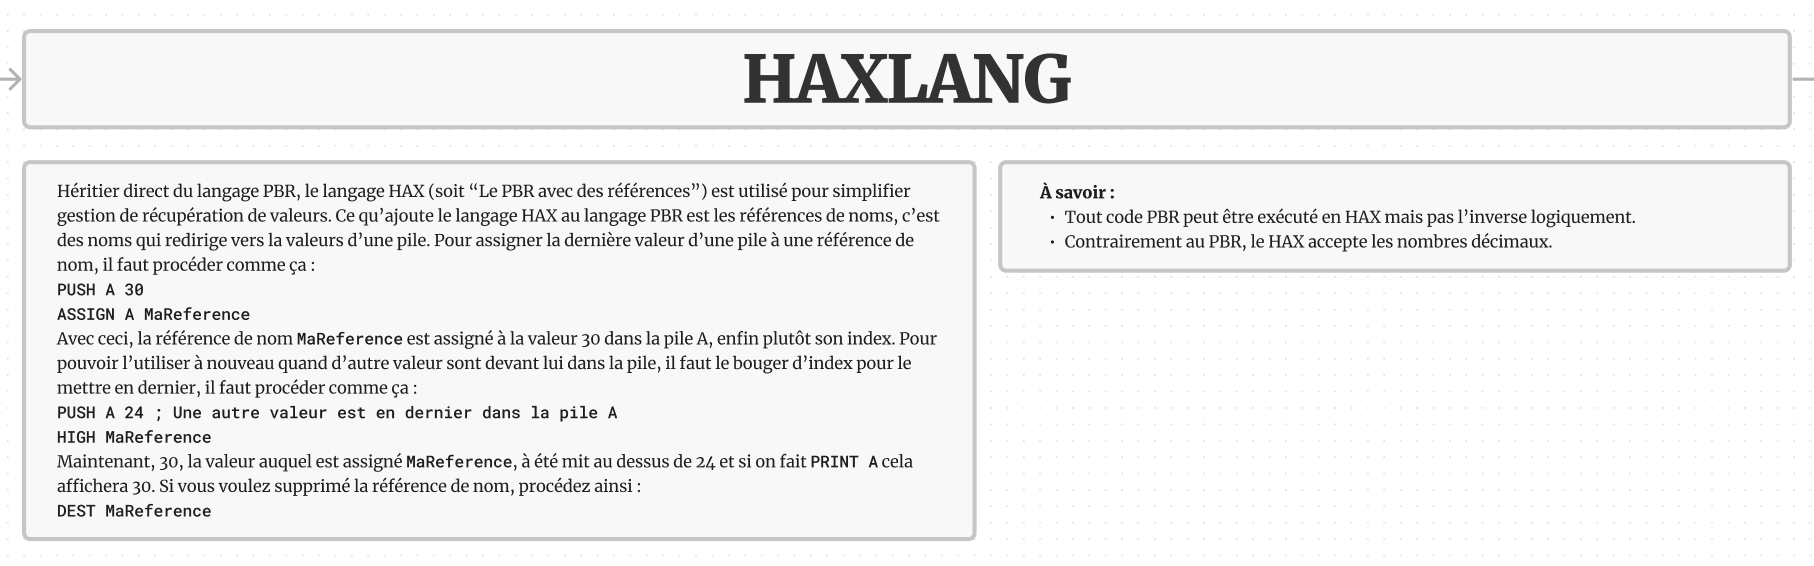 HAXLANG
Héritier direct du langage PBR, le langage HAX (soit “Le PBR avec des références”) est utilisé pour simplifier
gestion de récupération de valeurs. Ce qu’ajoute le langage HAX au langage PBR est les références de noms, c’est
des noms qui redirige vers la valeurs d’une pile. Pour assigner la dernière valeur d’une pile à une référence de
nom, il faut procéder comme ça :
PUSH A 30
ASSIGN A MaReference
Avec ceci, la référence de nom MaReference est assigné à la valeur 30 dans la pile A, enfin plutôt son index. Pour
pouvoir l’utiliser à nouveau quand d’autre valeur sont devant lui dans la pile, il faut le bouger d’index pour le
mettre en dernier, il faut procéder comme ça :
PUSH A 24 ; Une autre valeur est en dernier dans la pile A
HIGH MaReference
Maintenant, 30, la valeur auquel est assigné MaReference, à été mit au dessus de 24 et si on fait PRINT A cela
affichera 30. Si vous voulez supprimé la référence de nom, procédez ainsi :
DEST MaReference
À savoir :
• Tout code PBR peut être exécuté en HAX mais pas l’inverse logiquement.
• Contrairement au PBR, le HAX accepte les nombres décimaux.